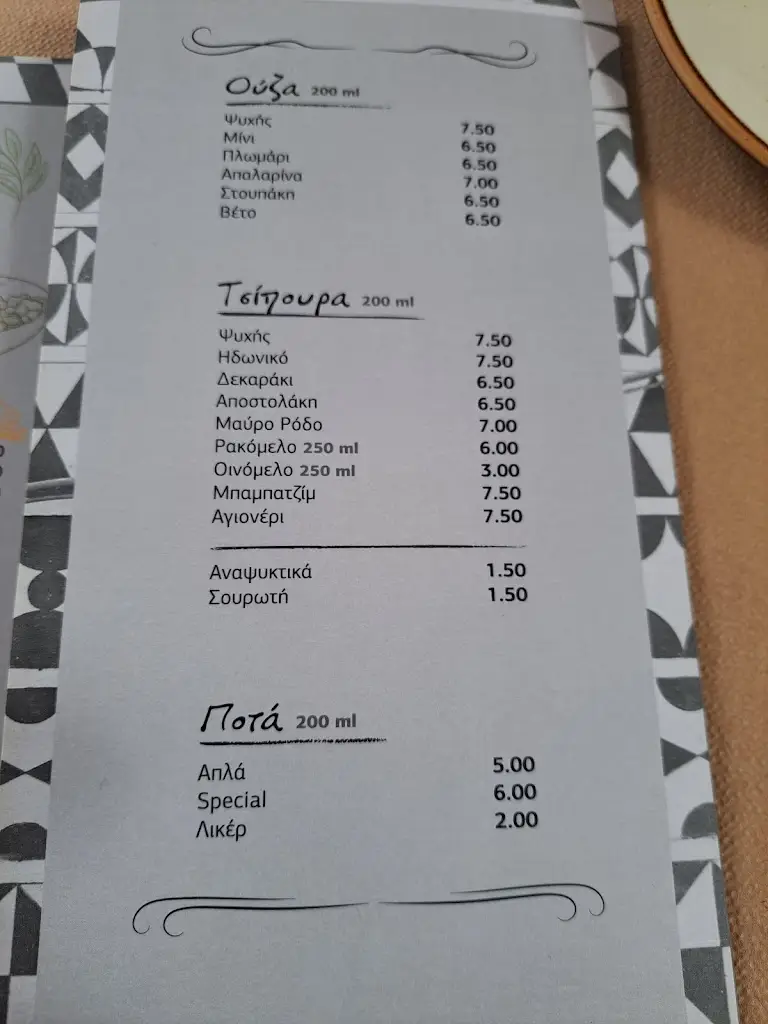 Ούζα 200 ml
Ψυχής 7.50
Μίνι 6.50
Πλωμάρι 6.50
Απαλαρίνα 7.00
Στουπάκη 6.50
Βέτο 6.50
Τσίπουρα 200 ml
Ψυχής 7.50
Ηδωνικό 7.50
Δεκαράκι 6.50
Αποστολάκη 6.50
Μαύρο Ρόδο 7.00
Ρακόμελο 250 ml 6.00
Οινόμελο 250 ml 3.00
Μπαμπατζίμ 7.50
Αγιονέρι 7.50
Αναψυκτικά 1.50
Σουρωτή 1.50
Ποτά 200 ml
Απλά 5.00
Special 6.00
Λικέρ 2.00